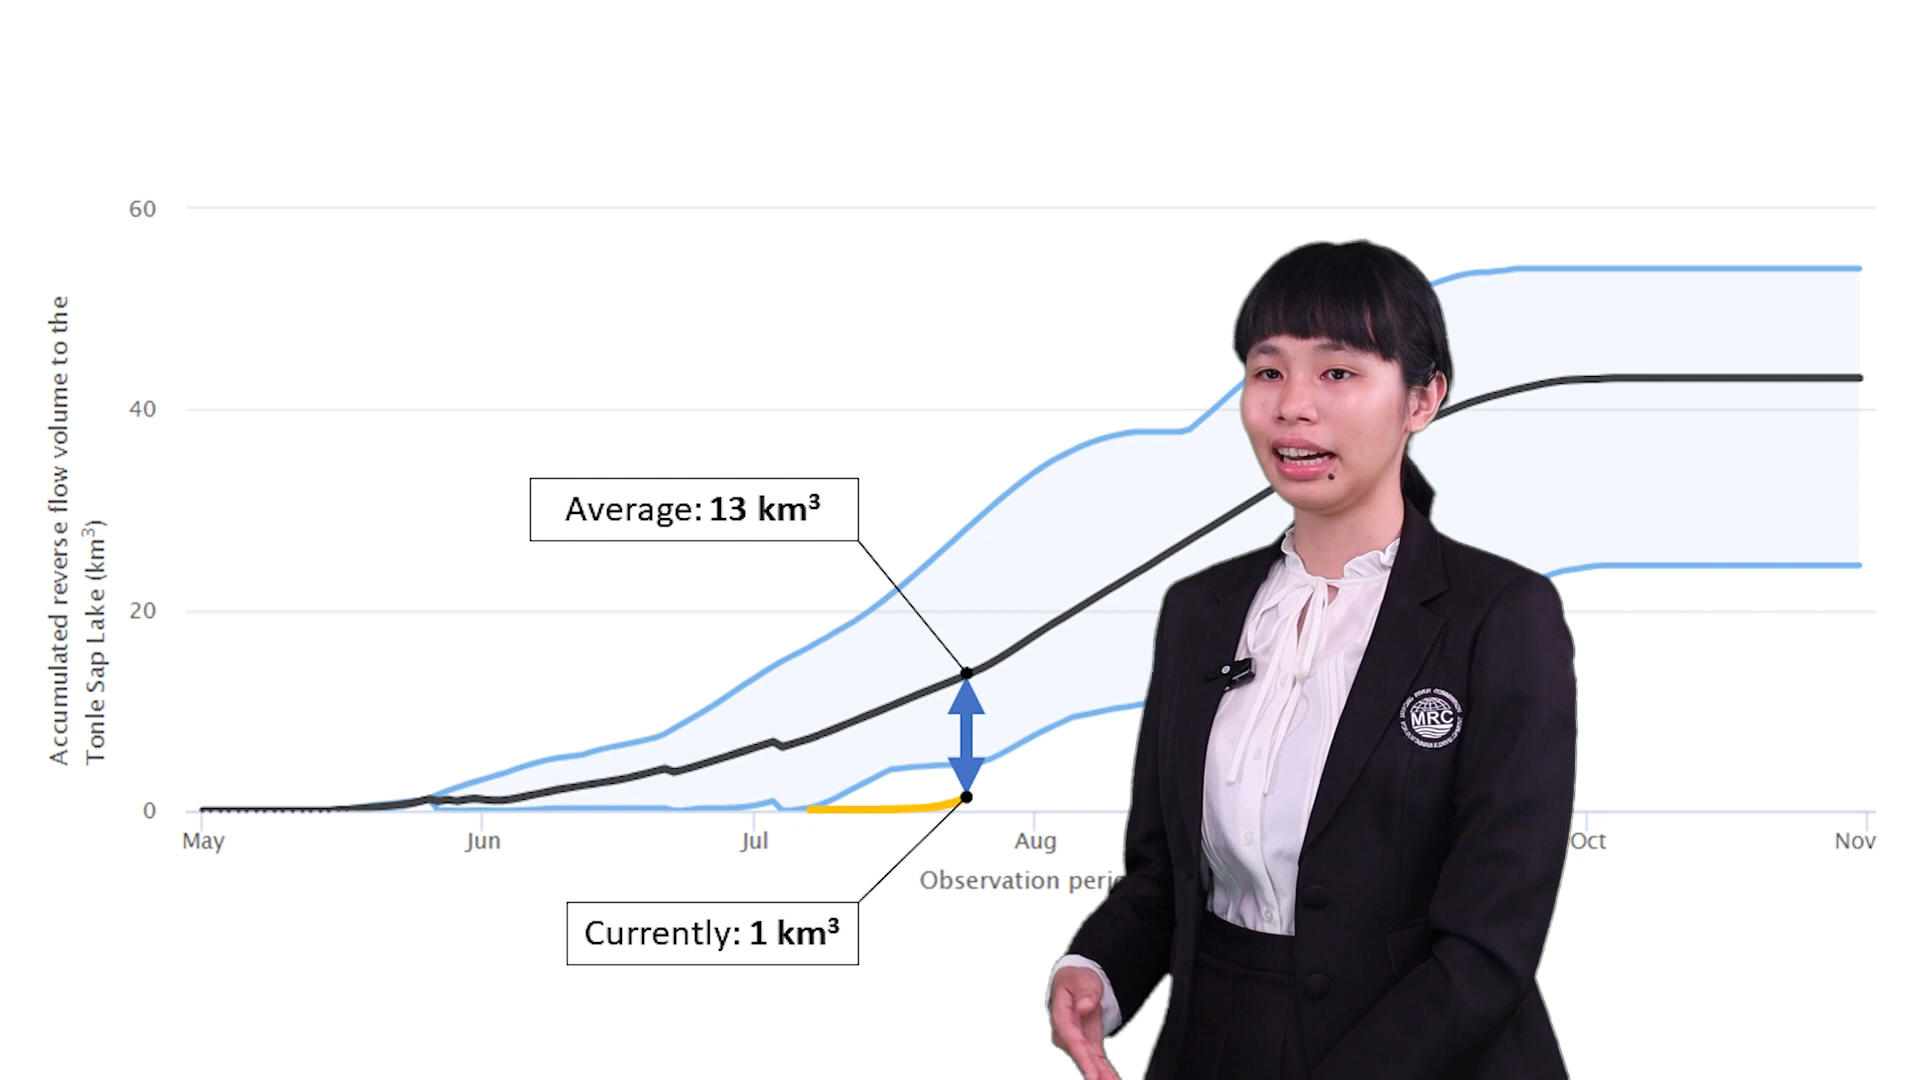 Accumulated reverse flow volume to the
Tonle Sap Lake (km³)
60
40
20
0
Average: 13 km³
Currently: 1 km³
May Jun Jul Aug Oct Nov
Observation
MRC